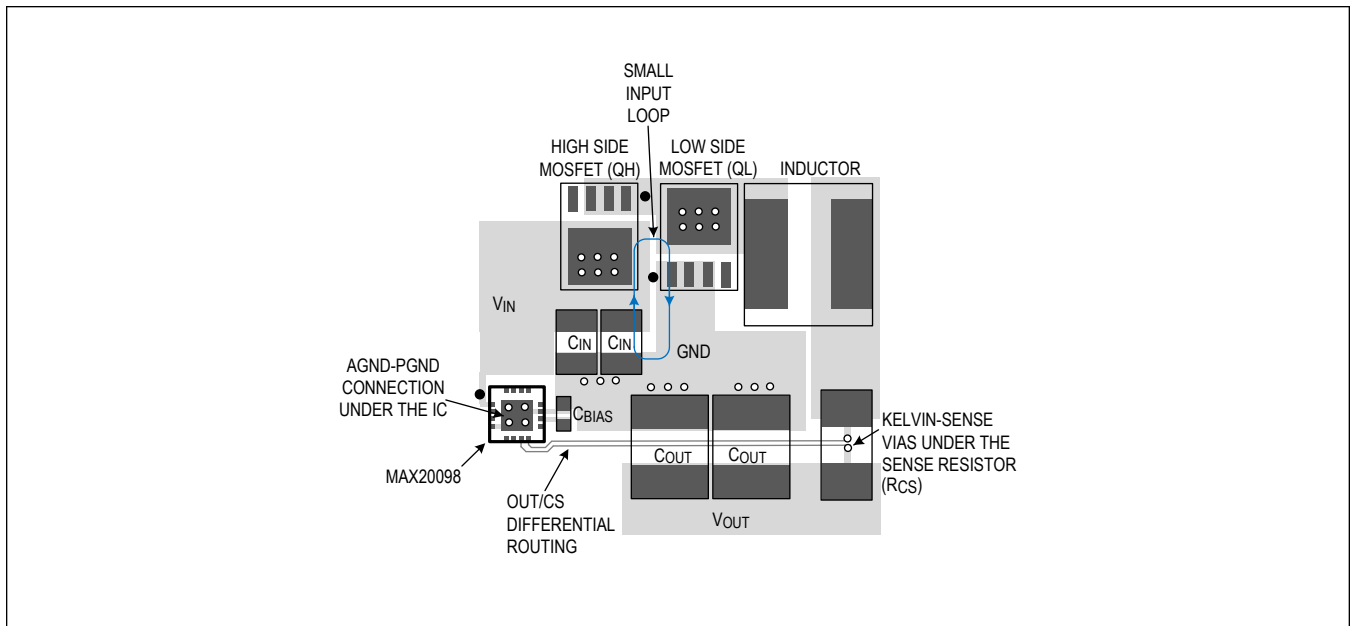 SMALL
INPUT
LOOP
HIGH SIDE
MOSFET (QH)
LOW SIDE
MOSFET (QL)
INDUCTOR
VIN
CIN
CIN
GND
AGND-PGND
CONNECTION
UNDER THE IC
CBIAS
MAX20098
COUT
COUT
KELVIN-SENSE
VIAS UNDER THE
SENSE RESISTOR
(RCS)
OUT/CS
DIFFERENTIAL
ROUTING
VOUT